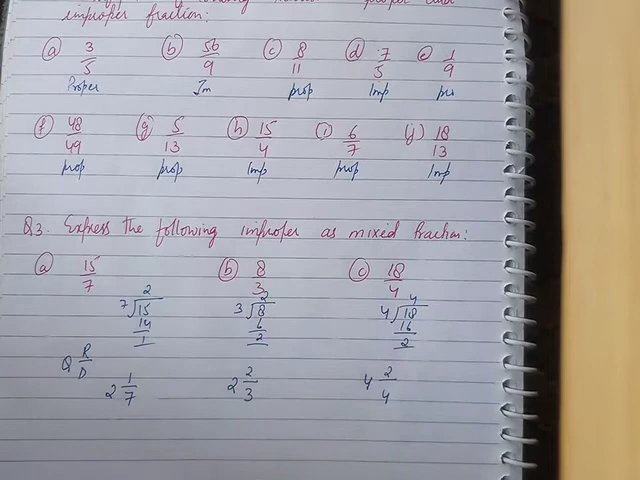 following proper and
improper fraction:
(a) 3/5 (b) 56/9 (c) 8/11 (d) 7/5 (e) 1/9
Proper Im prop Imp pro
(f) 48/49 (g) 5/13 (h) 15/4 (i) 6/7 (j) 18/13
prop prop Imp prop Imp
Q3. Express the following improper as mixed fraction:
(a) 15/7 (b) 8/3 (c) 18/4
2 2 4
7√15 3√8 4√18
14 6 16
1 2 2
Q R/D
2 1/7 2 2/3 4 2/4